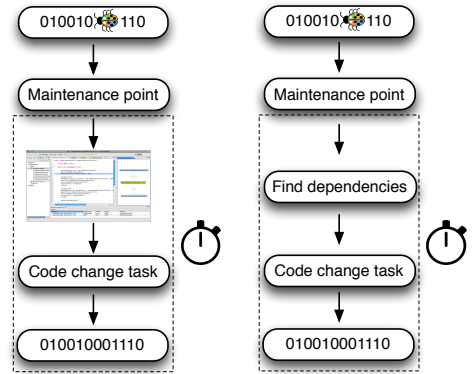 010010 110
Maintenance point
Code change task
010010001110
010010 110
Maintenance point
Find dependencies
Code change task
010010001110